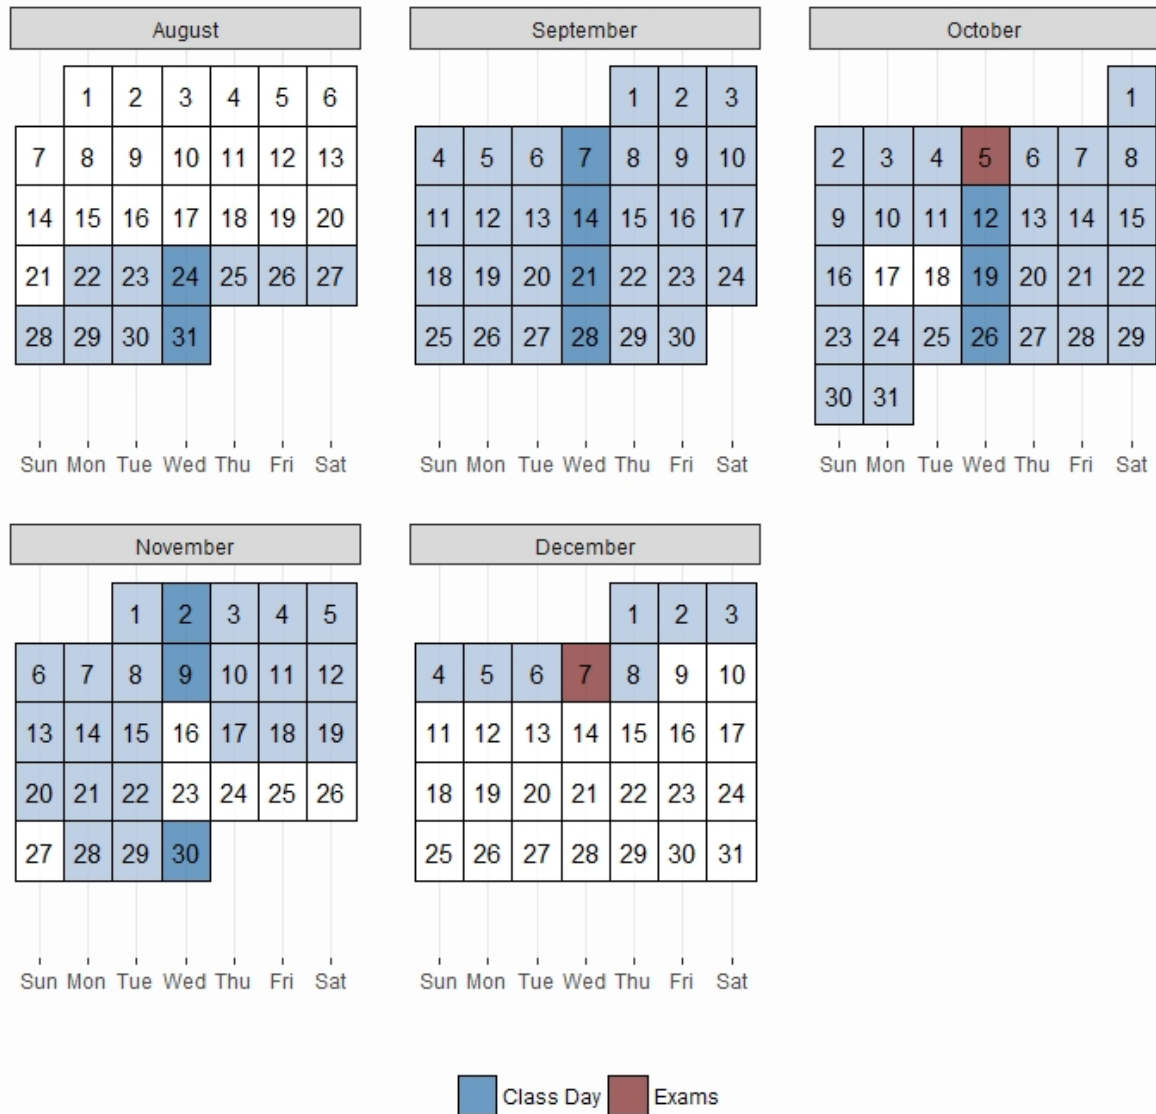 August September October
1 2 3 4 5 6 1 2 3 1
7 8 9 10 11 12 13 4 5 6 7 8 9 10 2 3 4 5 6 7 8
14 15 16 17 18 19 20 11 12 13 14 15 16 17 9 10 11 12 13 14 15
21 22 23 24 25 26 27 18 19 20 21 22 23 24 16 17 18 19 20 21 22
28 29 30 31 25 26 27 28 29 30 23 24 25 26 27 28 29
30 31
Sun Mon Tue Wed Thu Fri Sat Sun Mon Tue Wed Thu Fri Sat Sun Mon Tue Wed Thu Fri Sat
November December
1 2 3 4 5 1 2 3
6 7 8 9 10 11 12 4 5 6 7 8 9 10
13 14 15 16 17 18 19 11 12 13 14 15 16 17
20 21 22 23 24 25 26 18 19 20 21 22 23 24
27 28 29 30 25 26 27 28 29 30 31
Sun Mon Tue Wed Thu Fri Sat Sun Mon Tue Wed Thu Fri Sat
Class Day Exams